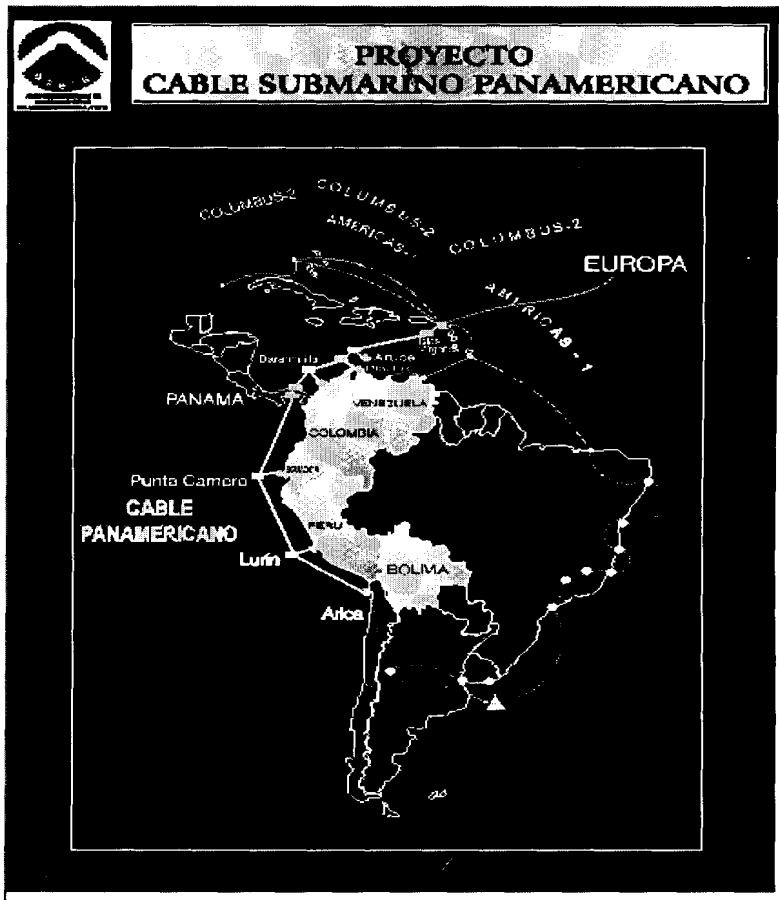 PROYECTO
CABLE SUBMARINO PANAMERICANO
COLUMBUS-2
COLUMBUS-2
COLUMBUS-2
AMERICAS-1
EUROPA
AMERICAS-1
PANAMA
VENEZUELA
COLOMBIA
Punta Carnero
CABLE
PANAMERICANO
PERU
Lurín
BOLIVIA
Arica